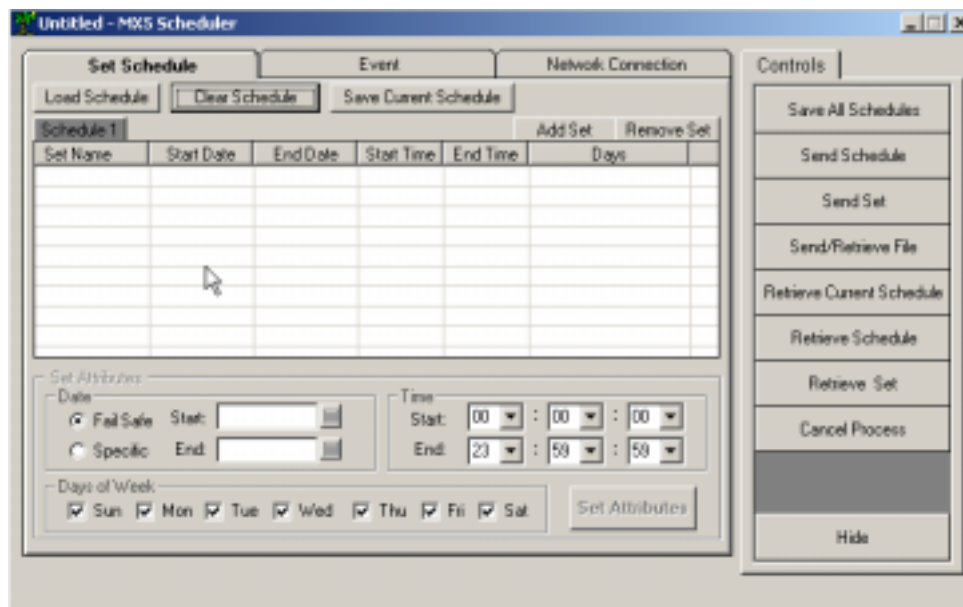 Untitled - MX5 Scheduler
Set Schedule Event Network Connection
Load Schedule Clear Schedule Save Current Schedule
Schedule 1 Add Set Remove Set
Set Name Start Date End Date Start Time End Time Days
Set Attributes
Date
Fail Safe Start:
Specific End:
Time
Start: 00 : 00 : 00
End: 23 : 59 : 59
Days of Week
Sun Mon Tue Wed Thu Fri Sat
Set Attributes
Controls
Save All Schedules
Send Schedule
Send Set
Send/Retrieve File
Retrieve Current Schedule
Retrieve Schedule
Retrieve Set
Cancel Process
Hide